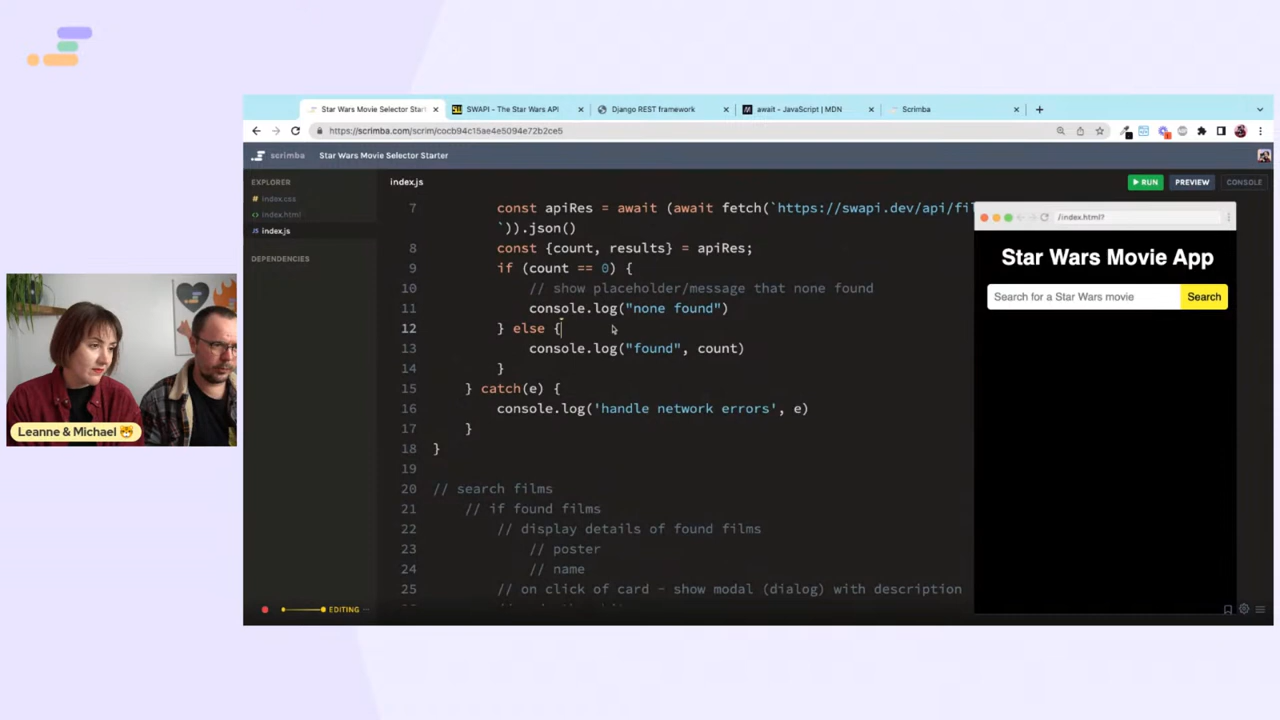 Star Wars Movie Selector Star
SWAPI - The Star Wars API
Django REST framework
await - JavaScript | MDN
Scrimba
https://scrimba.com/scrim/cocb94c15ae4e5094e72b2ce5
scrimba
Star Wars Movie Selector Starter
EXPLORER
index.css
index.html
index.js
DEPENDENCIES
index.js
RUN
PREVIEW
CONSOLE
7 const apiRes = await (await fetch(`https://swapi.dev/api/fil
`)).json()
8 const {count, results} = apiRes;
9 if (count == 0) {
10 // show placeholder/message that none found
11 console.log("none found")
12 } else {
13 console.log("found", count)
14 }
15 } catch(e) {
16 console.log('handle network errors', e)
17 }
18 }
19
20 // search films
21 // if found films
22 // display details of found films
23 // poster
24 // name
25 // on click of card - show modal (dialog) with description
EDITING
/index.html?
Star Wars Movie App
Search for a Star Wars movie
Search
Leanne & Michael 🐯